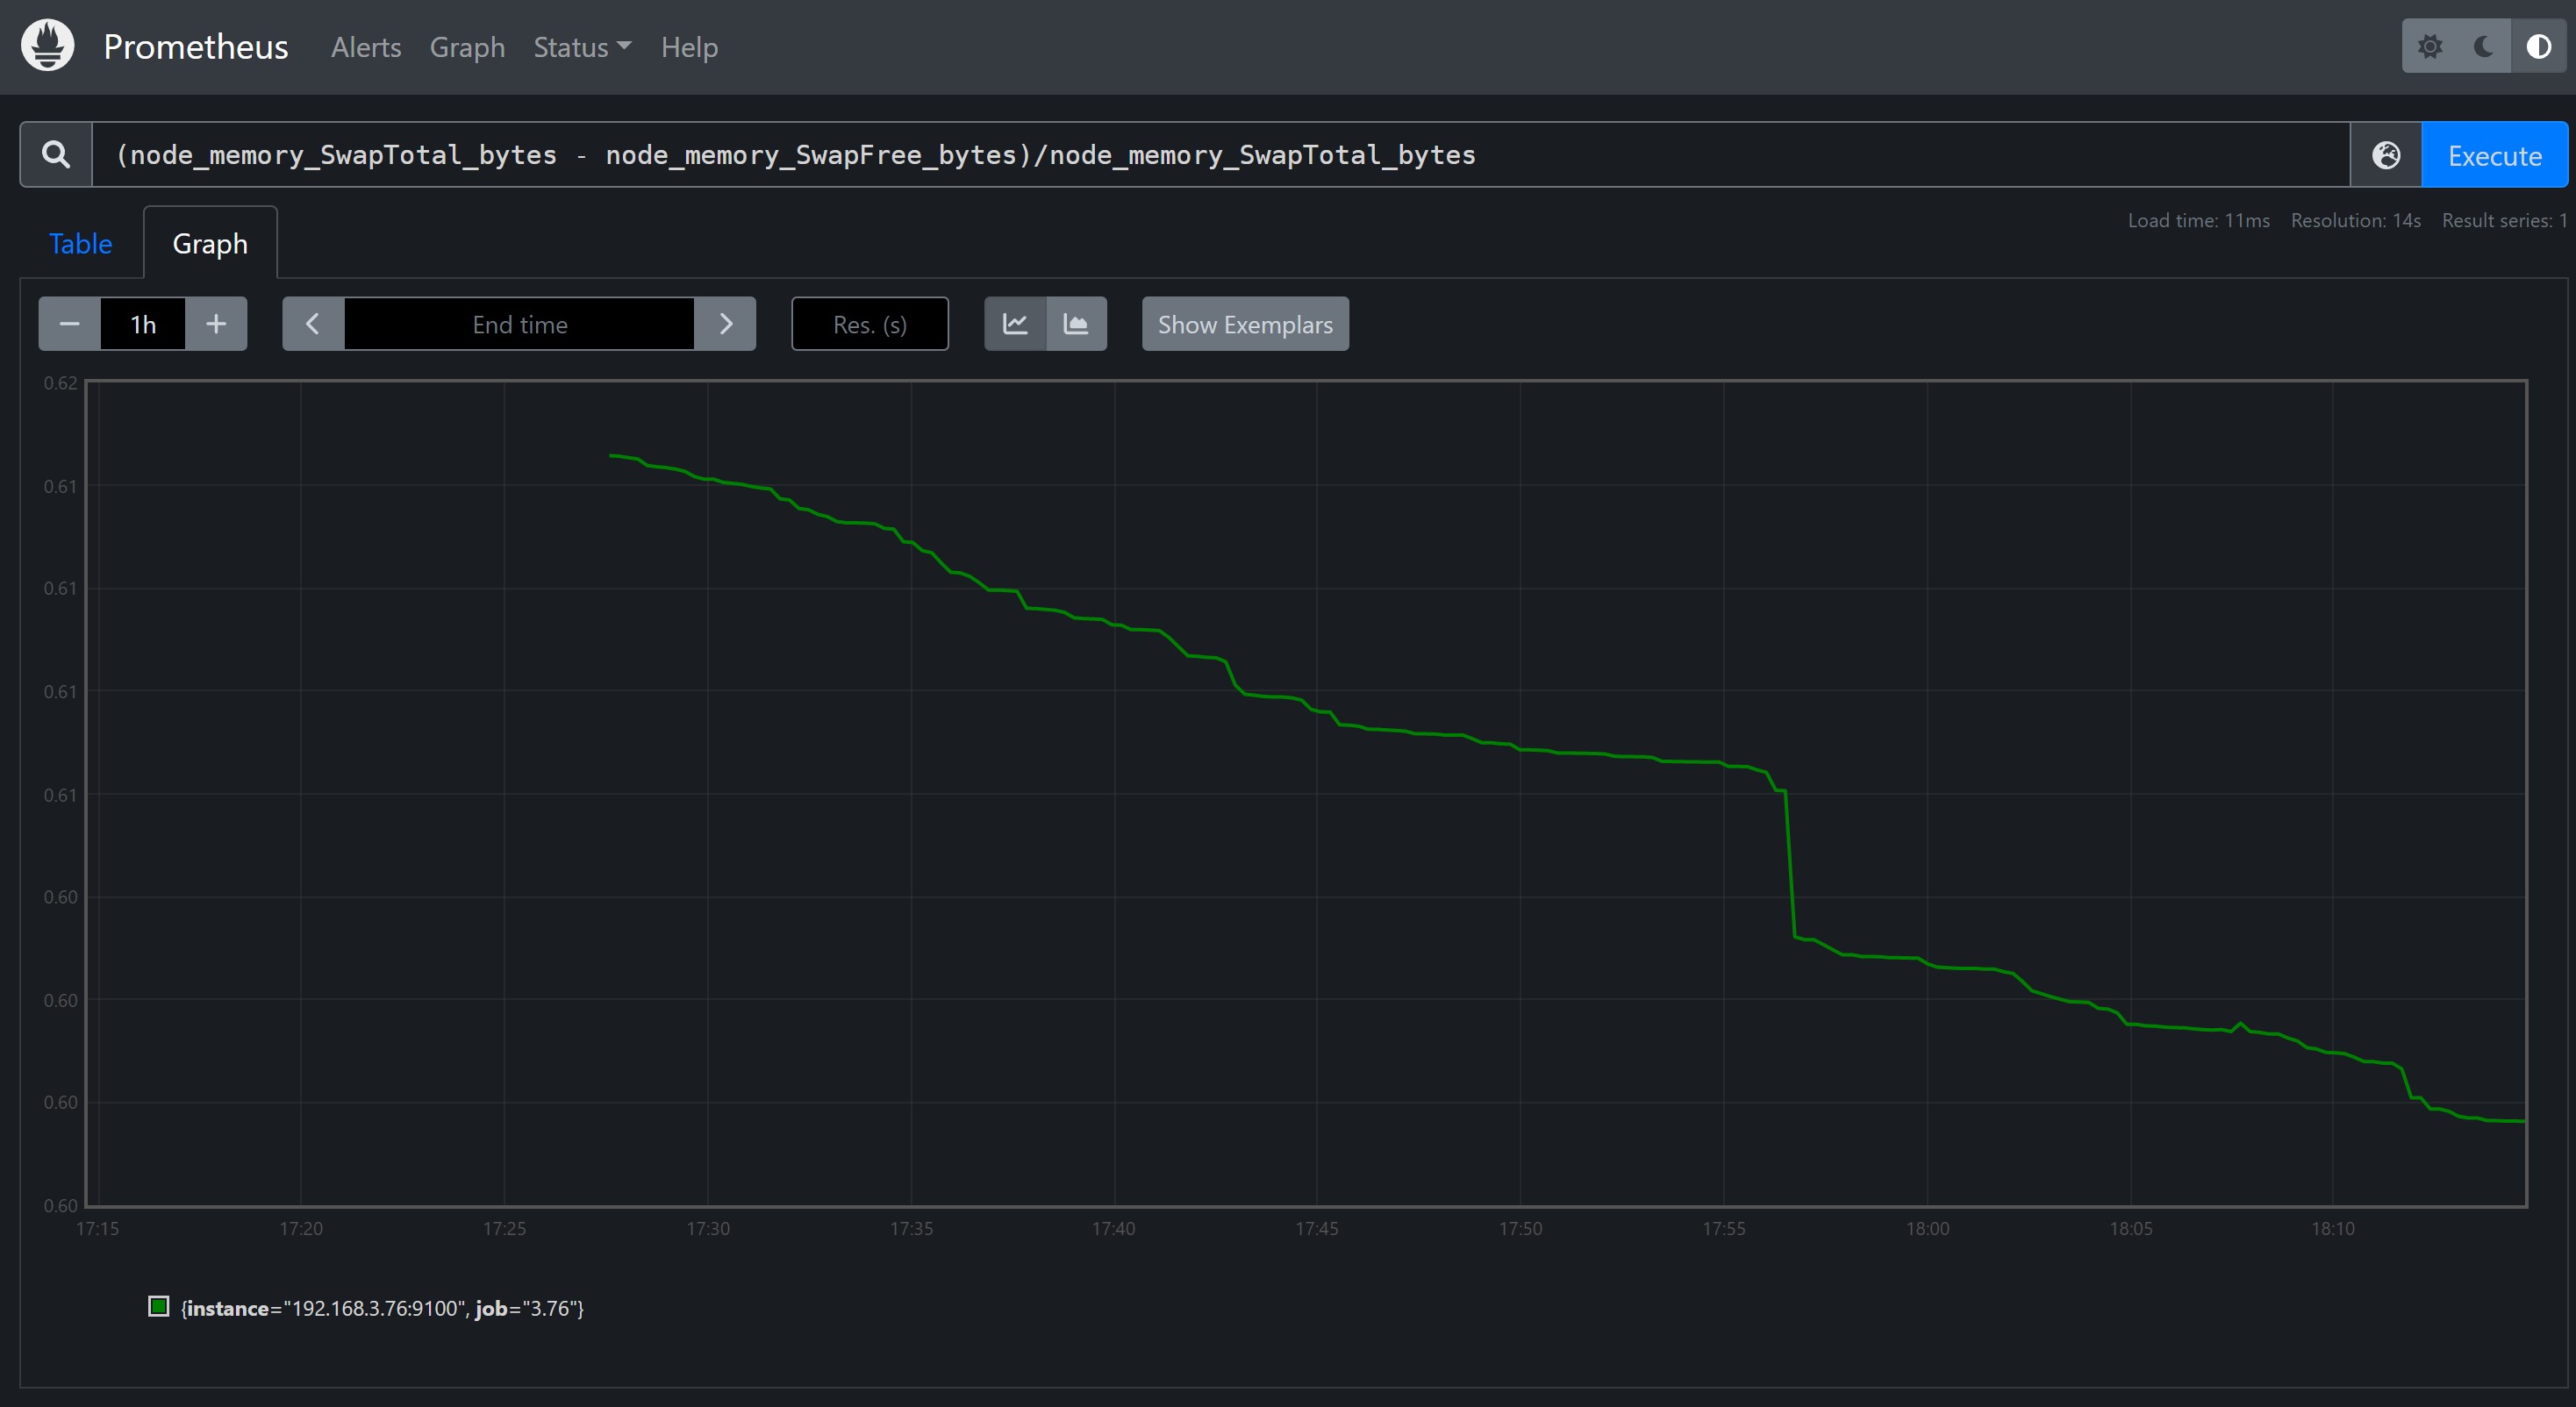 Prometheus Alerts Graph Status Help
(node_memory_SwapTotal_bytes - node_memory_SwapFree_bytes)/node_memory_SwapTotal_bytes Execute
Load time: 11ms Resolution: 14s Result series: 1
Table Graph
1h End time Res. (s) Show Exemplars
0.62
0.61
0.61
0.61
0.61
0.60
0.60
0.60
0.60
17:15 17:20 17:25 17:30 17:35 17:40 17:45 17:50 17:55 18:00 18:05 18:10
{instance="192.168.3.76:9100", job="3.76"}